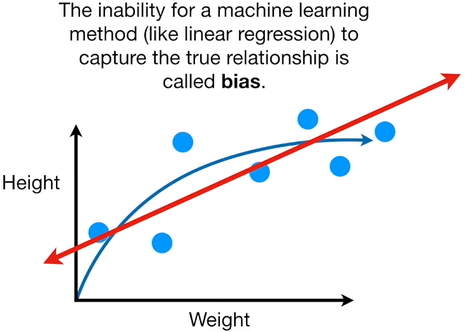 The inability for a machine learning
method (like linear regression) to
capture the true relationship is
called bias.
Height
Weight